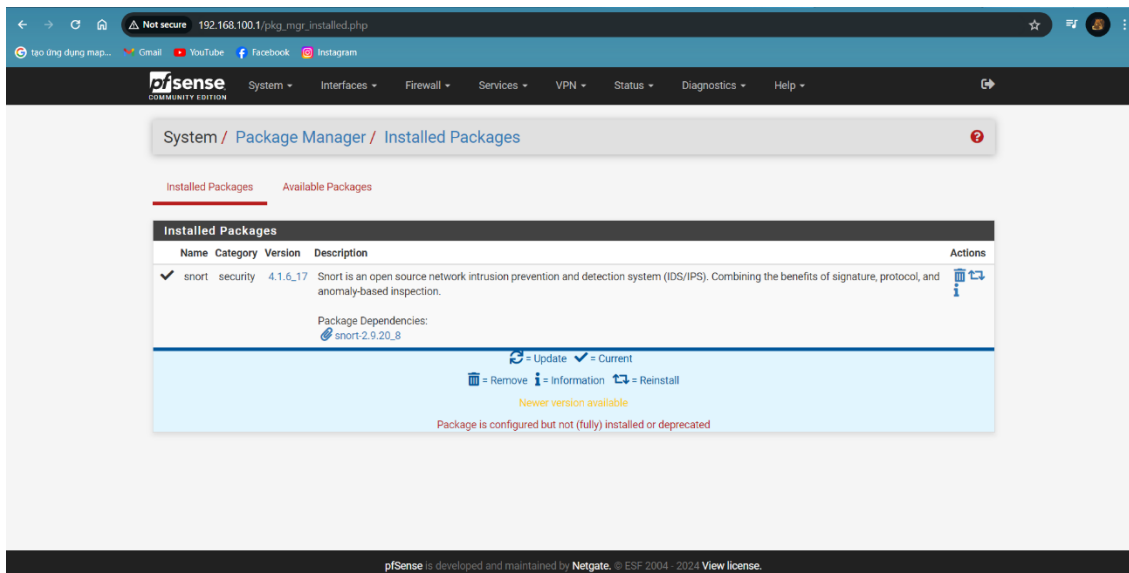 Not secure 192.168.100.1/pkg_mgr_installed.php
tạo ứng dụng map... Gmail YouTube Facebook Instagram
pfsense System Interfaces Firewall Services VPN Status Diagnostics Help
COMMUNITY EDITION
System / Package Manager / Installed Packages
Installed Packages Available Packages
Installed Packages
Name Category Version Description Actions
snort security 4.1.6_17 Snort is an open source network intrusion prevention and detection system (IDS/IPS). Combining the benefits of signature, protocol, and
anomaly-based inspection.
Package Dependencies:
snort-2.9.20_8
= Update = Current
= Remove = Information = Reinstall
Newer version available
Package is configured but not (fully) installed or deprecated
pfSense is developed and maintained by Netgate. © ESF 2004 - 2024 View license.